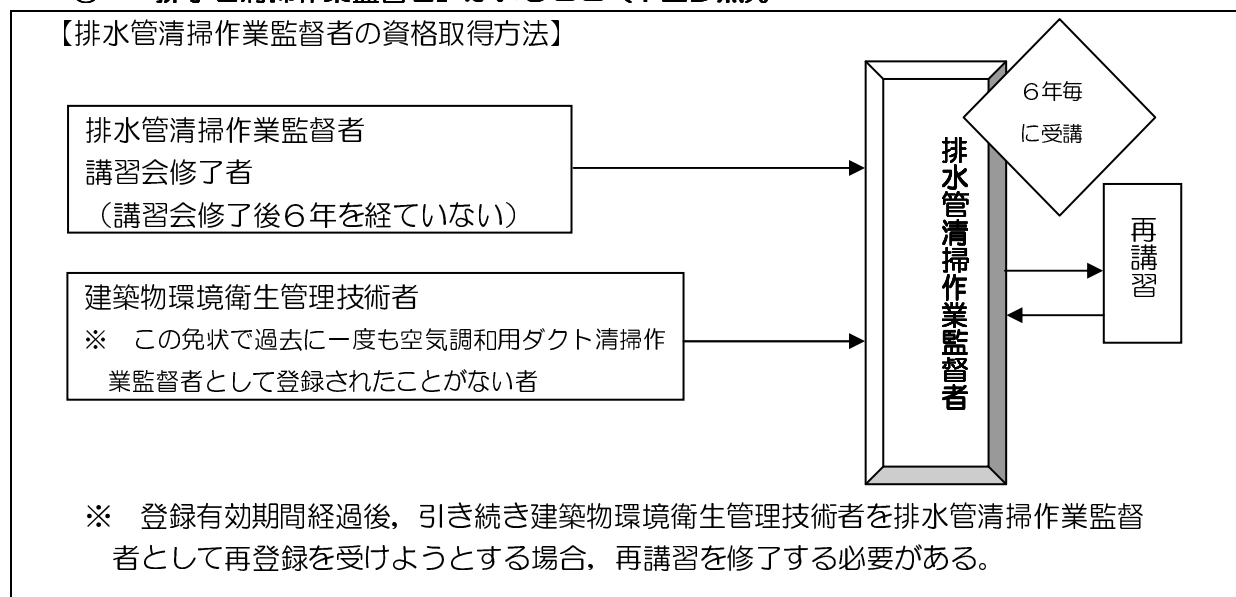 【排水管清掃作業監督者の資格取得方法】
排水管清掃作業監督者
講習会修了者
（講習会修了後６年を経ていない）
建築物環境衛生管理技術者
※　この免状で過去に一度も空気調和用ダクト清掃作
業監督者として登録されたことがない者
排水管清掃作業監督者
６年毎
に受講
再講習
※　登録有効期間経過後，引き続き建築物環境衛生管理技術者を排水管清掃作業監督
者として再登録を受けようとする場合，再講習を修了する必要がある。